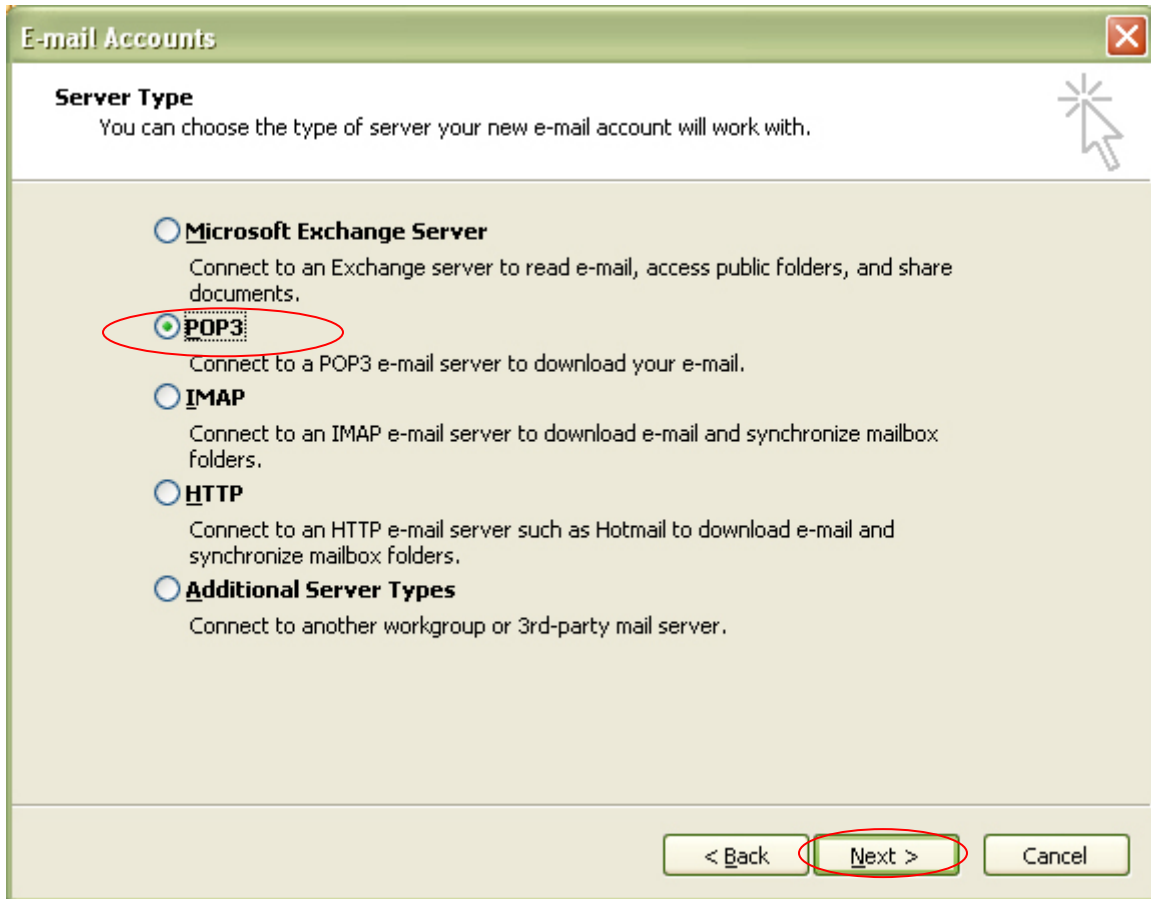 E-mail Accounts
Server Type
You can choose the type of server your new e-mail account will work with.
Microsoft Exchange Server
Connect to an Exchange server to read e-mail, access public folders, and share
documents.
POP3
Connect to a POP3 e-mail server to download your e-mail.
IMAP
Connect to an IMAP e-mail server to download e-mail and synchronize mailbox
folders.
HTTP
Connect to an HTTP e-mail server such as Hotmail to download e-mail and
synchronize mailbox folders.
Additional Server Types
Connect to another workgroup or 3rd-party mail server.
< Back Next > Cancel